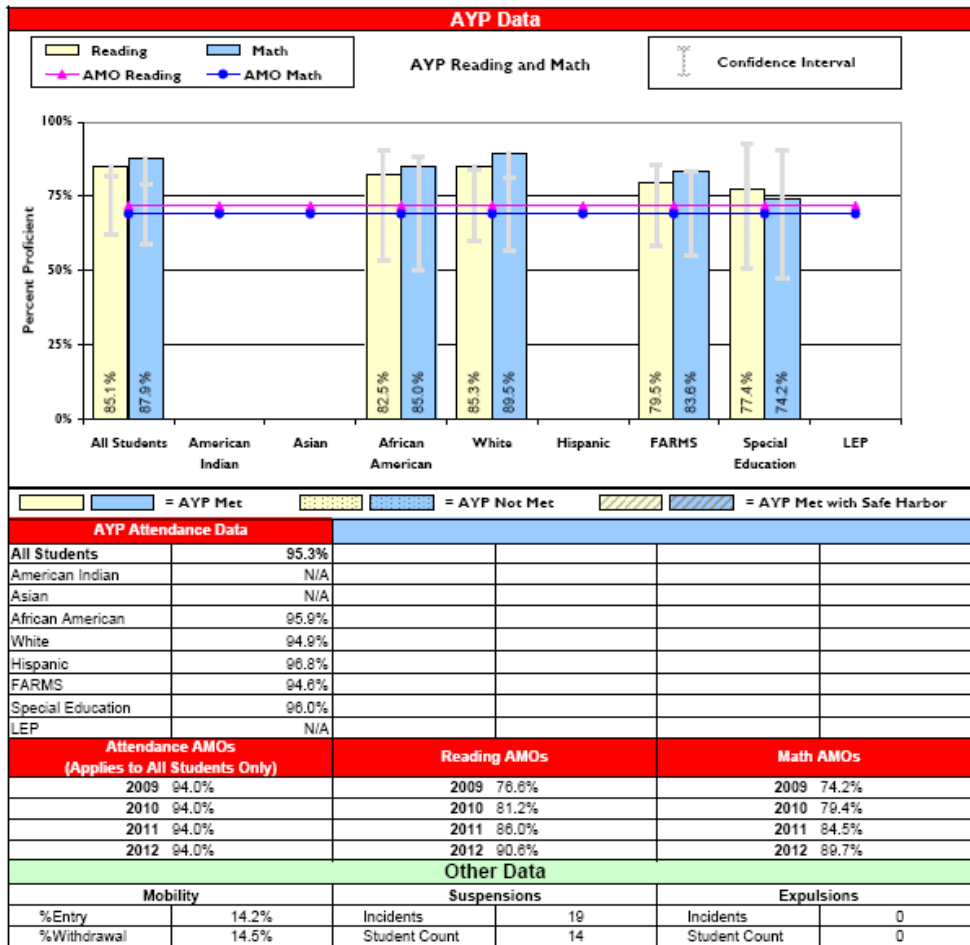 AYP Data
Reading Math
AMO Reading AMO Math
AYP Reading and Math
Confidence Interval
Percent Proficient
100%
75%
50%
25%
0%
85.1% 87.9% 82.5% 85.0% 85.3% 89.5% 79.5% 83.6% 77.4% 74.2%
All Students American Indian Asian African American White Hispanic FARMS Special Education LEP
= AYP Met = AYP Not Met = AYP Met with Safe Harbor
AYP Attendance Data
All Students 95.3%
American Indian N/A
Asian N/A
African American 95.9%
White 94.9%
Hispanic 96.8%
FARMS 94.6%
Special Education 96.0%
LEP N/A
Attendance AMOs
(Applies to All Students Only)
Reading AMOs
Math AMOs
2009 94.0% 2009 76.6% 2009 74.2%
2010 94.0% 2010 81.2% 2010 79.4%
2011 94.0% 2011 86.0% 2011 84.5%
2012 94.0% 2012 90.6% 2012 89.7%
Other Data
Mobility Suspensions Expulsions
%Entry 14.2% Incidents 19 Incidents 0
%Withdrawal 14.5% Student Count 14 Student Count 0